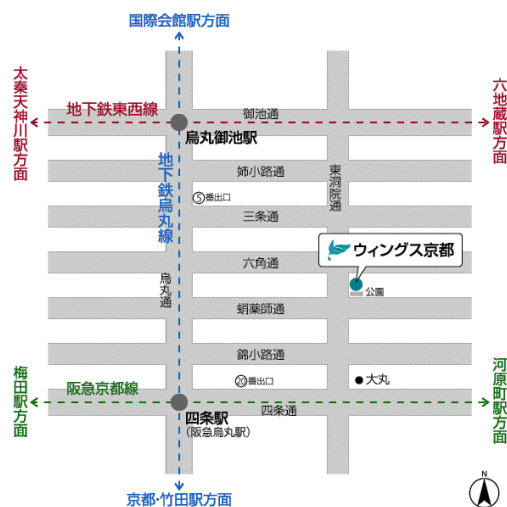 国際会館駅方面
太秦天神川駅方面
地下鉄東西線
御池通
六地蔵駅方面
烏丸御池駅
地下鉄烏丸線
姉小路通
東洞院通
⑤番出口
三条通
ウィングス京都
六角通
烏丸通
公園
蛸薬師通
錦小路通
梅田駅方面
阪急京都線
⑳番出口
大丸
河原町駅方面
四条駅
(阪急烏丸駅)
四条通
京都・竹田駅方面
N